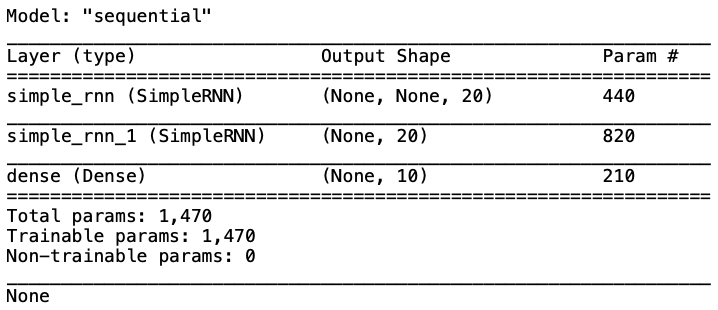 Model: "sequential"
Layer (type) Output Shape Param #
simple_rnn (SimpleRNN) (None, None, 20) 440
simple_rnn_1 (SimpleRNN) (None, 20) 820
dense (Dense) (None, 10) 210
Total params: 1,470
Trainable params: 1,470
Non-trainable params: 0
None